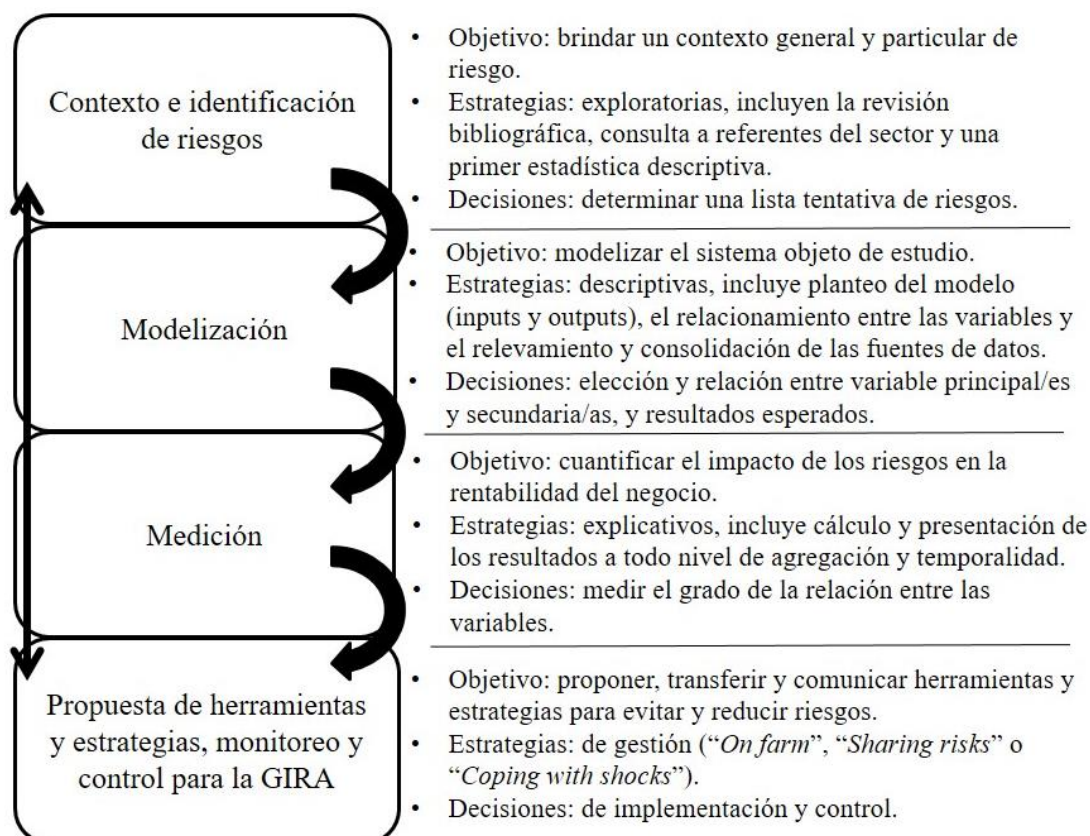 Contexto e identificación
de riesgos
• Objetivo: brindar un contexto general y particular de
riesgo.
• Estrategias: exploratorias, incluyen la revisión
bibliográfica, consulta a referentes del sector y una
primer estadística descriptiva.
• Decisiones: determinar una lista tentativa de riesgos.
Modelización
• Objetivo: modelizar el sistema objeto de estudio.
• Estrategias: descriptivas, incluye planteo del modelo
(inputs y outputs), el relacionamiento entre las variables y
el relevamiento y consolidación de las fuentes de datos.
• Decisiones: elección y relación entre variable principal/es
y secundaria/as, y resultados esperados.
Medición
• Objetivo: cuantificar el impacto de los riesgos en la
rentabilidad del negocio.
• Estrategias: explicativos, incluye cálculo y presentación de
los resultados a todo nivel de agregación y temporalidad.
• Decisiones: medir el grado de la relación entre las
variables.
Propuesta de herramientas
y estrategias, monitoreo y
control para la GIRA
• Objetivo: proponer, transferir y comunicar herramientas y
estrategias para evitar y reducir riesgos.
• Estrategias: de gestión (“On farm”, “Sharing risks” o
“Coping with shocks”).
• Decisiones: de implementación y control.